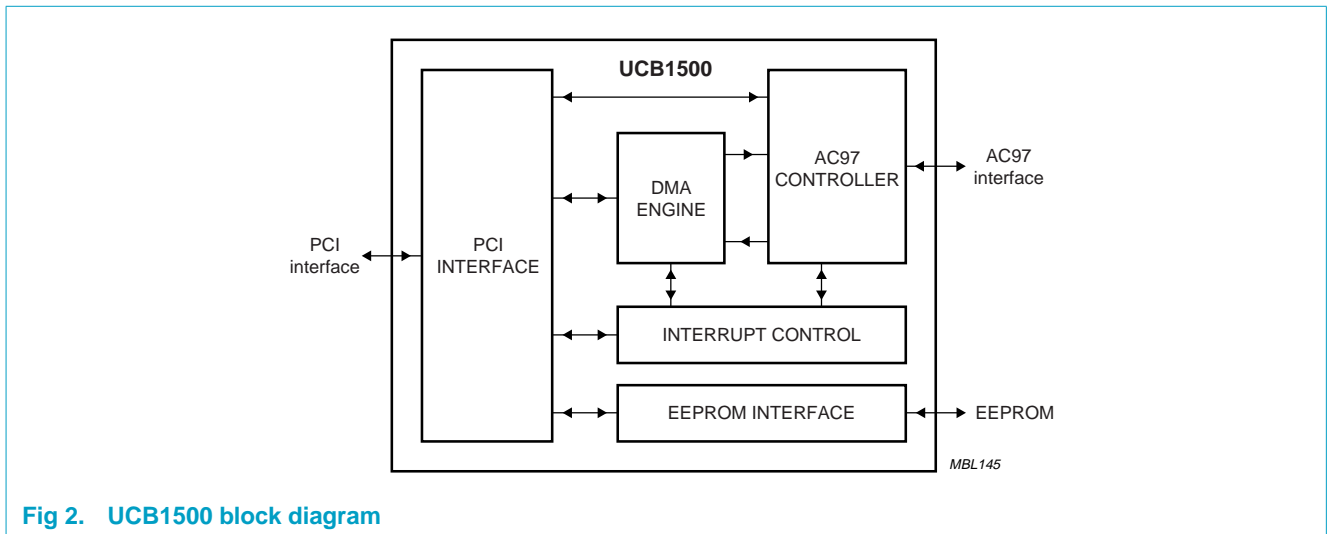 UCB1500
PCI
interface
PCI
INTERFACE
DMA
ENGINE
AC97
CONTROLLER
AC97
interface
INTERRUPT CONTROL
EEPROM INTERFACE
EEPROM
MBL145
Fig 2. UCB1500 block diagram